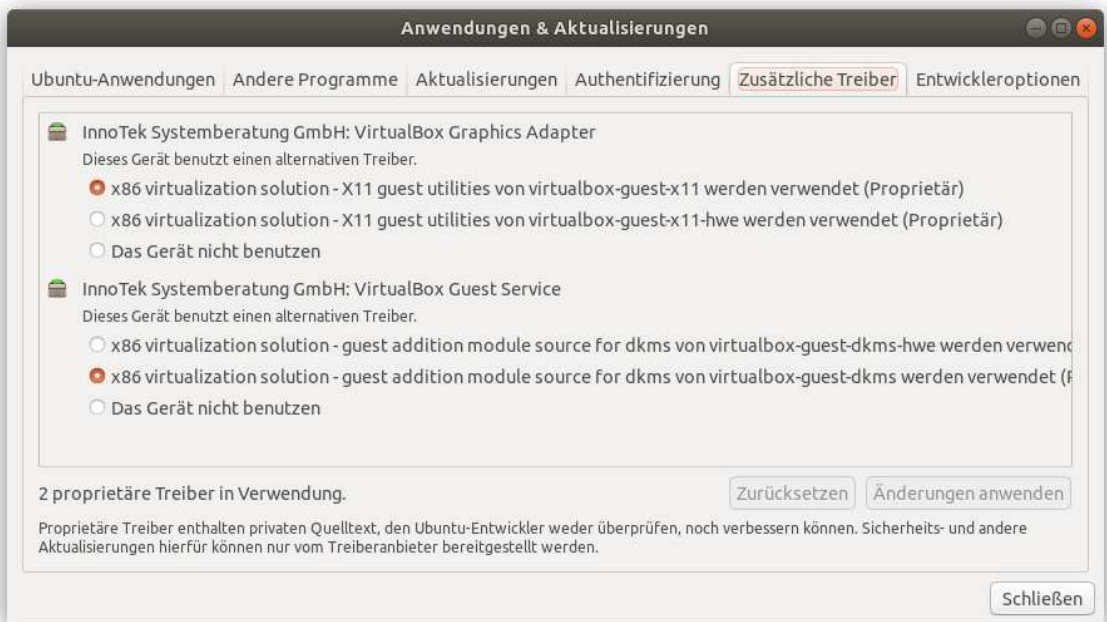 Anwendungen & Aktualisierungen
Ubuntu-Anwendungen Andere Programme Aktualisierungen Authentifizierung Zusätzliche Treiber Entwickleroptionen
InnoTek Systemberatung GmbH: VirtualBox Graphics Adapter
Dieses Gerät benutzt einen alternativen Treiber.
x86 virtualization solution - X11 guest utilities von virtualbox-guest-x11 werden verwendet (Proprietär)
x86 virtualization solution - X11 guest utilities von virtualbox-guest-x11-hwe werden verwendet (Proprietär)
Das Gerät nicht benutzen
InnoTek Systemberatung GmbH: VirtualBox Guest Service
Dieses Gerät benutzt einen alternativen Treiber.
x86 virtualization solution - guest addition module source for dkms von virtualbox-guest-dkms-hwe werden verwend
x86 virtualization solution - guest addition module source for dkms von virtualbox-guest-dkms werden verwendet (P
Das Gerät nicht benutzen
2 proprietäre Treiber in Verwendung.
Zurücksetzen Änderungen anwenden
Proprietäre Treiber enthalten privaten Quelltext, den Ubuntu-Entwickler weder überprüfen, noch verbessern können. Sicherheits- und andere
Aktualisierungen hierfür können nur vom Treiberanbieter bereitgestellt werden.
Schließen